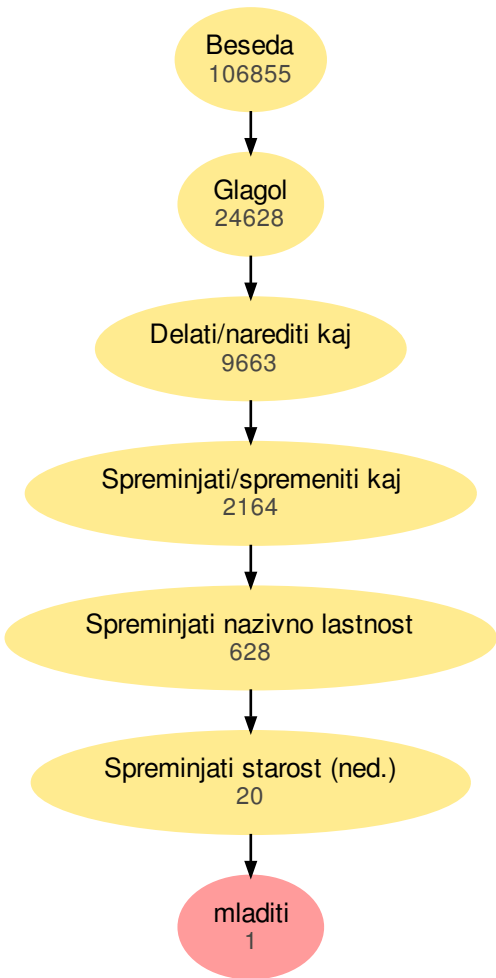 Beseda
106855
Glagol
24628
Delati/narediti kaj
9663
Spreminjati/spremeniti kaj
2164
Spreminjati nazivno lastnost
628
Spreminjati starost (ned.)
20
mladiti
1